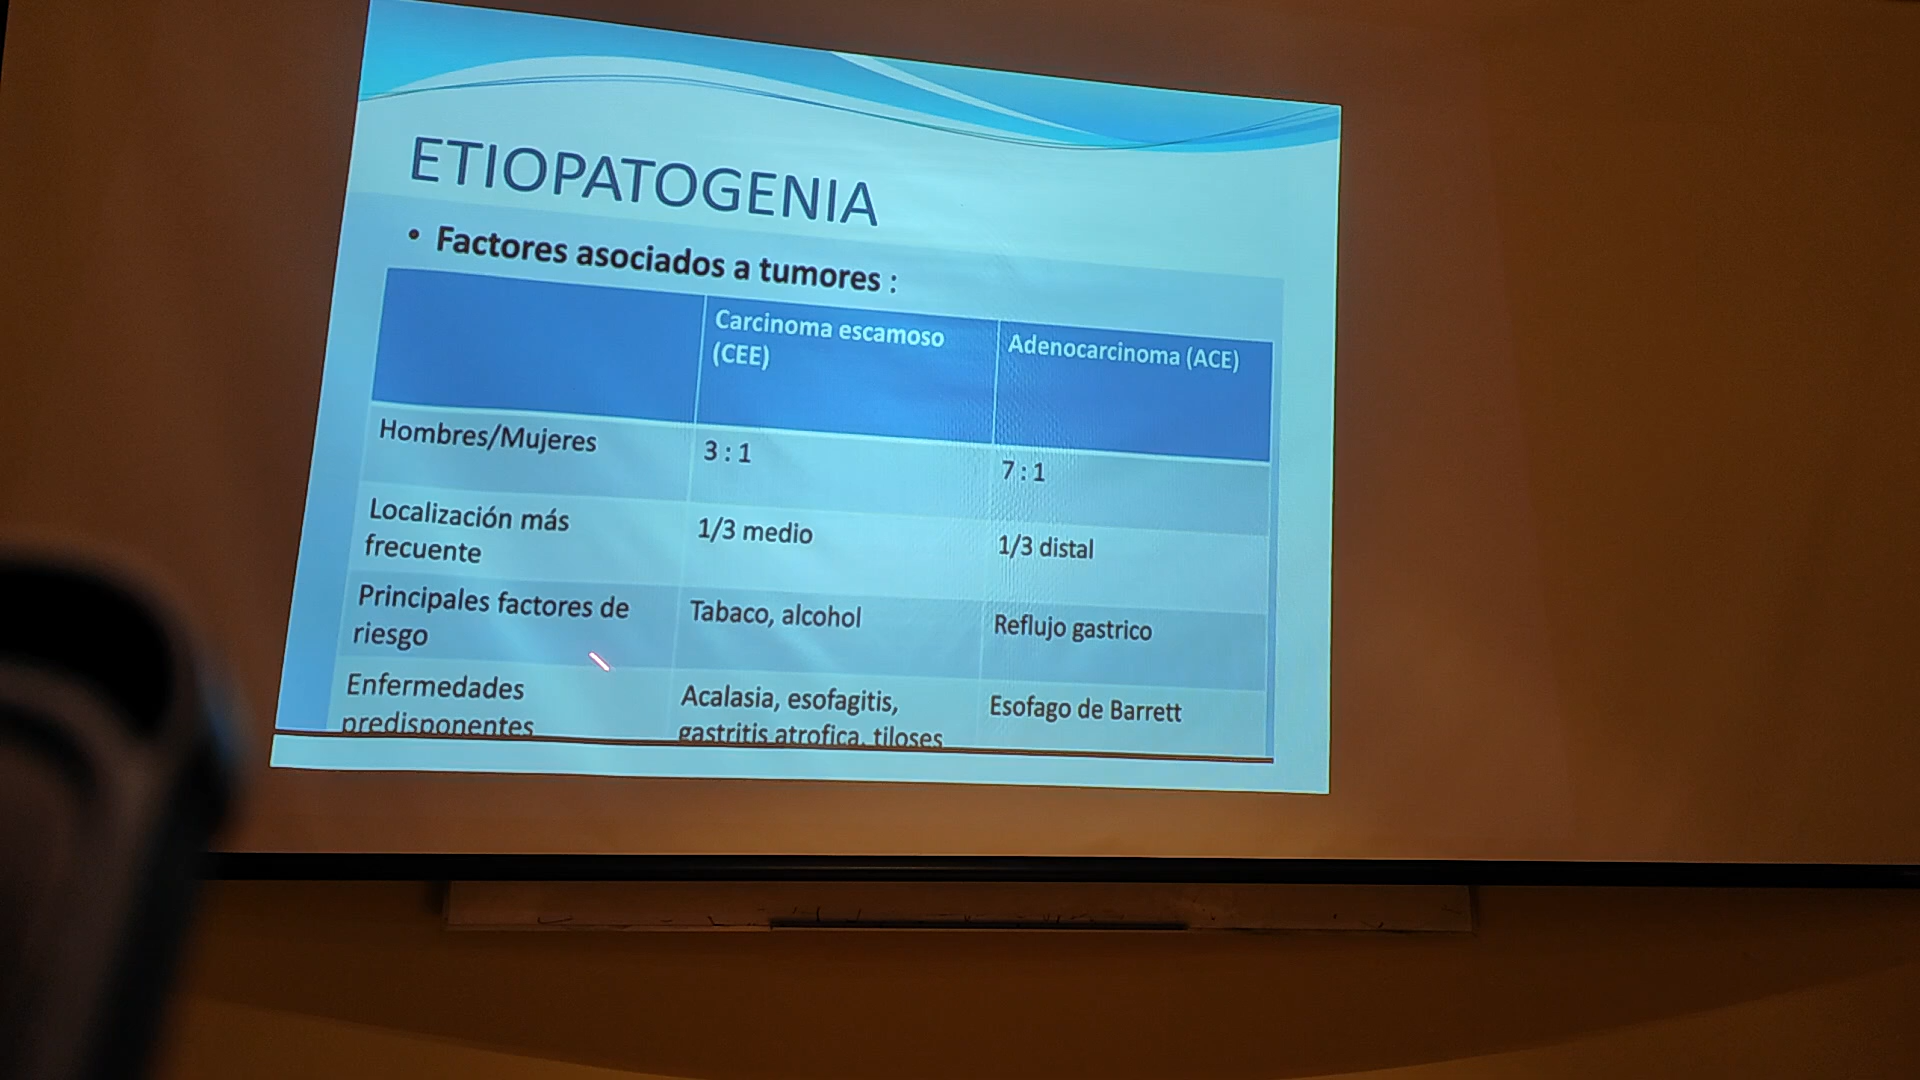 ETIOPATOGENIA
• Factores asociados a tumores :
Carcinoma escamoso
(CEE)
Adenocarcinoma (ACE)
Hombres/Mujeres
3 : 1
7 : 1
Localización más
frecuente
1/3 medio
1/3 distal
Principales factores de
riesgo
Tabaco, alcohol
Reflujo gastrico
Enfermedades
predisponentes
Acalasia, esofagitis,
gastritis atrofica, tiloses
Esofago de Barrett